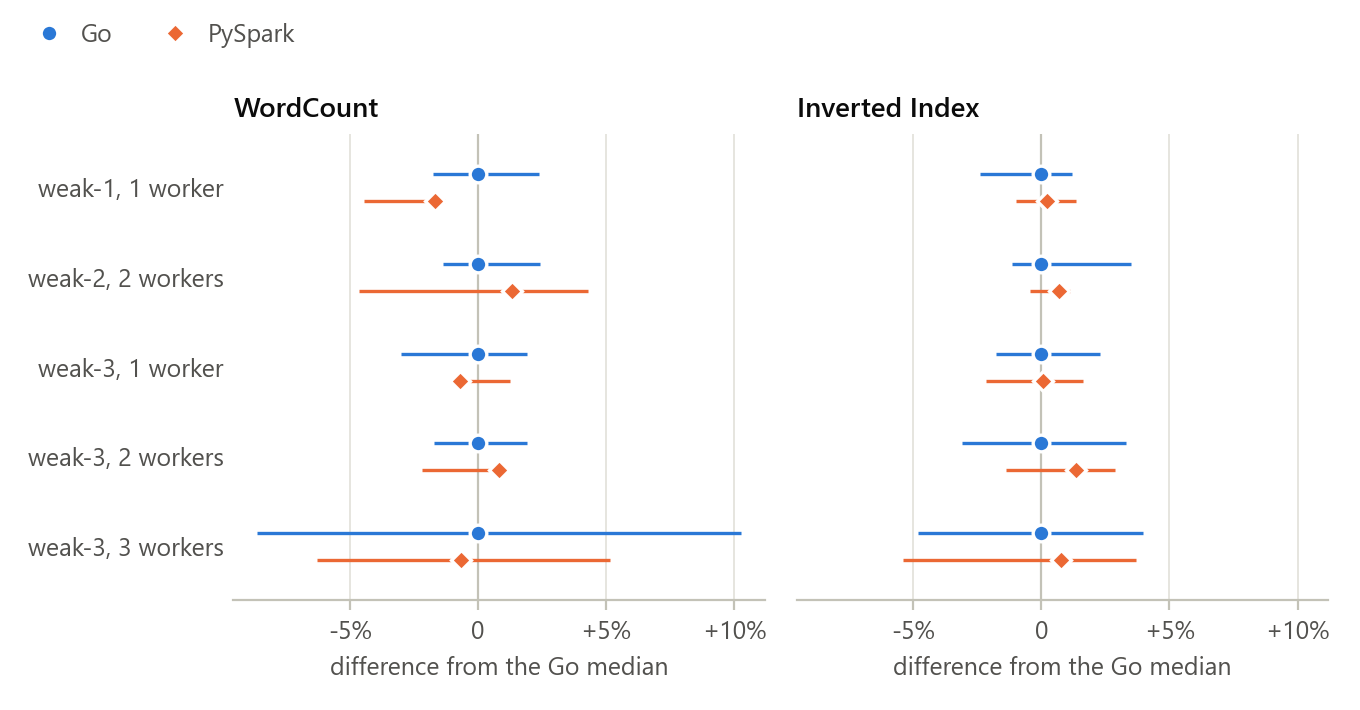 Go PySpark
WordCount Inverted Index
weak-1, 1 worker
weak-2, 2 workers
weak-3, 1 worker
weak-3, 2 workers
weak-3, 3 workers
-5% 0 +5% +10% -5% 0 +5% +10%
difference from the Go median difference from the Go median